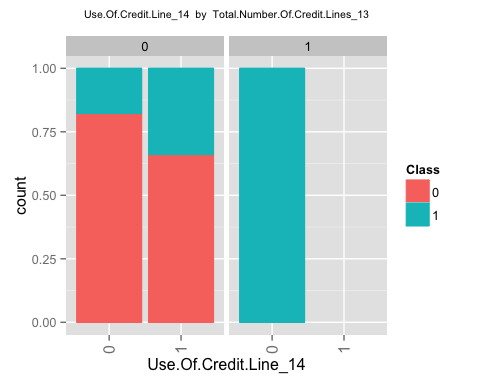 Use.Of.Credit.Line_14 by Total.Number.Of.Credit.Lines_13
0 1
1.00
0.75
0.50
0.25
0.00
count
0 1 0 1
Use.Of.Credit.Line_14
Class
0
1